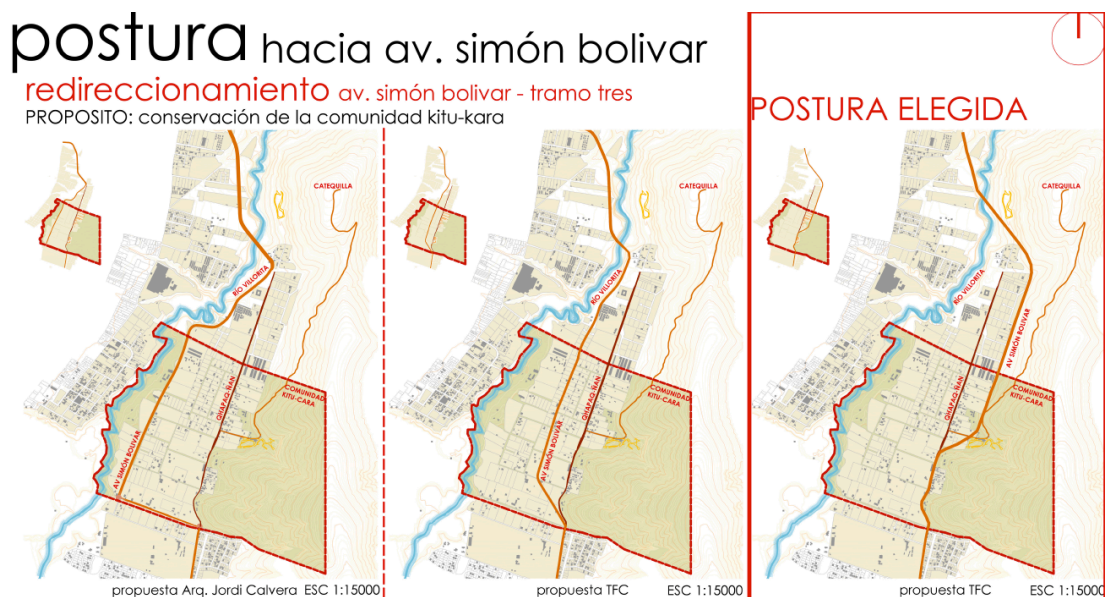 postura hacia av. simón bolivar
redireccionamiento av. simón bolivar - tramo tres
PROPOSITO: conservación de la comunidad kitu-kara
POSTURA ELEGIDA
CATEQUILLA
RÍO VILLORITA
QHAPAQ-ÑAN
COMUNIDAD
KITU-CARA
AV SIMÓN BOLIVAR
propuesta Arq. Jordi Calvera ESC 1:15000
CATEQUILLA
RÍO VILLORITA
QHAPAQ-ÑAN
COMUNIDAD
KITU-CARA
AV SIMÓN BOLIVAR
propuesta TFC ESC 1:15000
CATEQUILLA
RÍO VILLORITA
AV SIMÓN BOLIVAR
QHAPAQ-ÑAN
COMUNIDAD
KITU-CARA
propuesta TFC ESC 1:15000